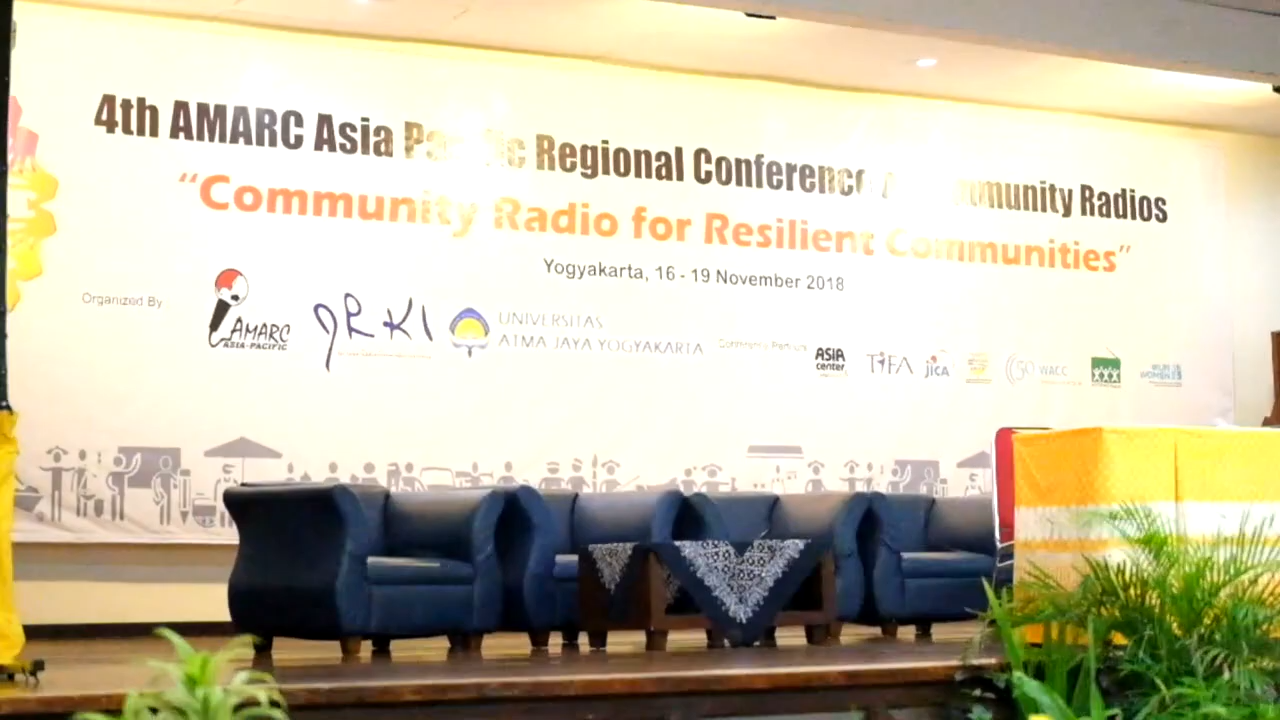 4th AMARC Asia Regional Conference Radios
"Community Radio for Resilient Communities"
Yogyakarta, 16 - 19 November 2018
Organized By
AMARC
ASIA-PACIFIC
JRKI
UNIVERSITAS
ATMA JAYA YOGYAKARTA
ASIA
center
TiFA
jICA
50 WACC